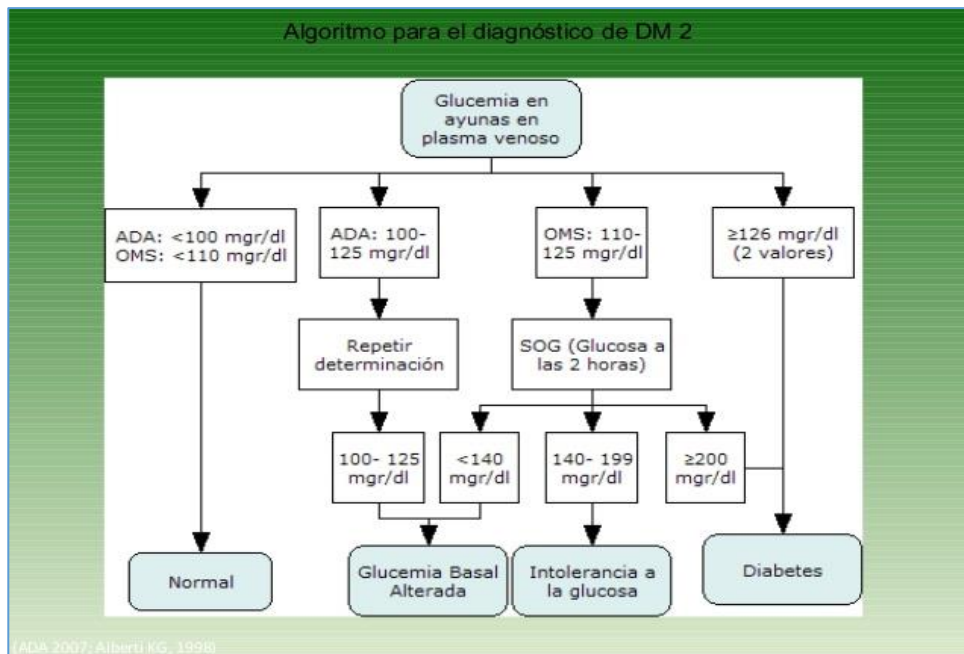 Algoritmo para el diagnóstico de DM 2
Glucemia en
ayunas en
plasma venoso
ADA: <100 mgr/dl
OMS: <110 mgr/dl
ADA: 100-
125 mgr/dl
OMS: 110-
125 mgr/dl
≥126 mgr/dl
(2 valores)
Repetir
determinación
SOG (Glucosa a
las 2 horas)
100- 125
mgr/dl
<140
mgr/dl
140- 199
mgr/dl
≥200
mgr/dl
Normal
Glucemia Basal
Alterada
Intolerancia a
la glucosa
Diabetes
(ADA 2007; Alberti KG, 1998)